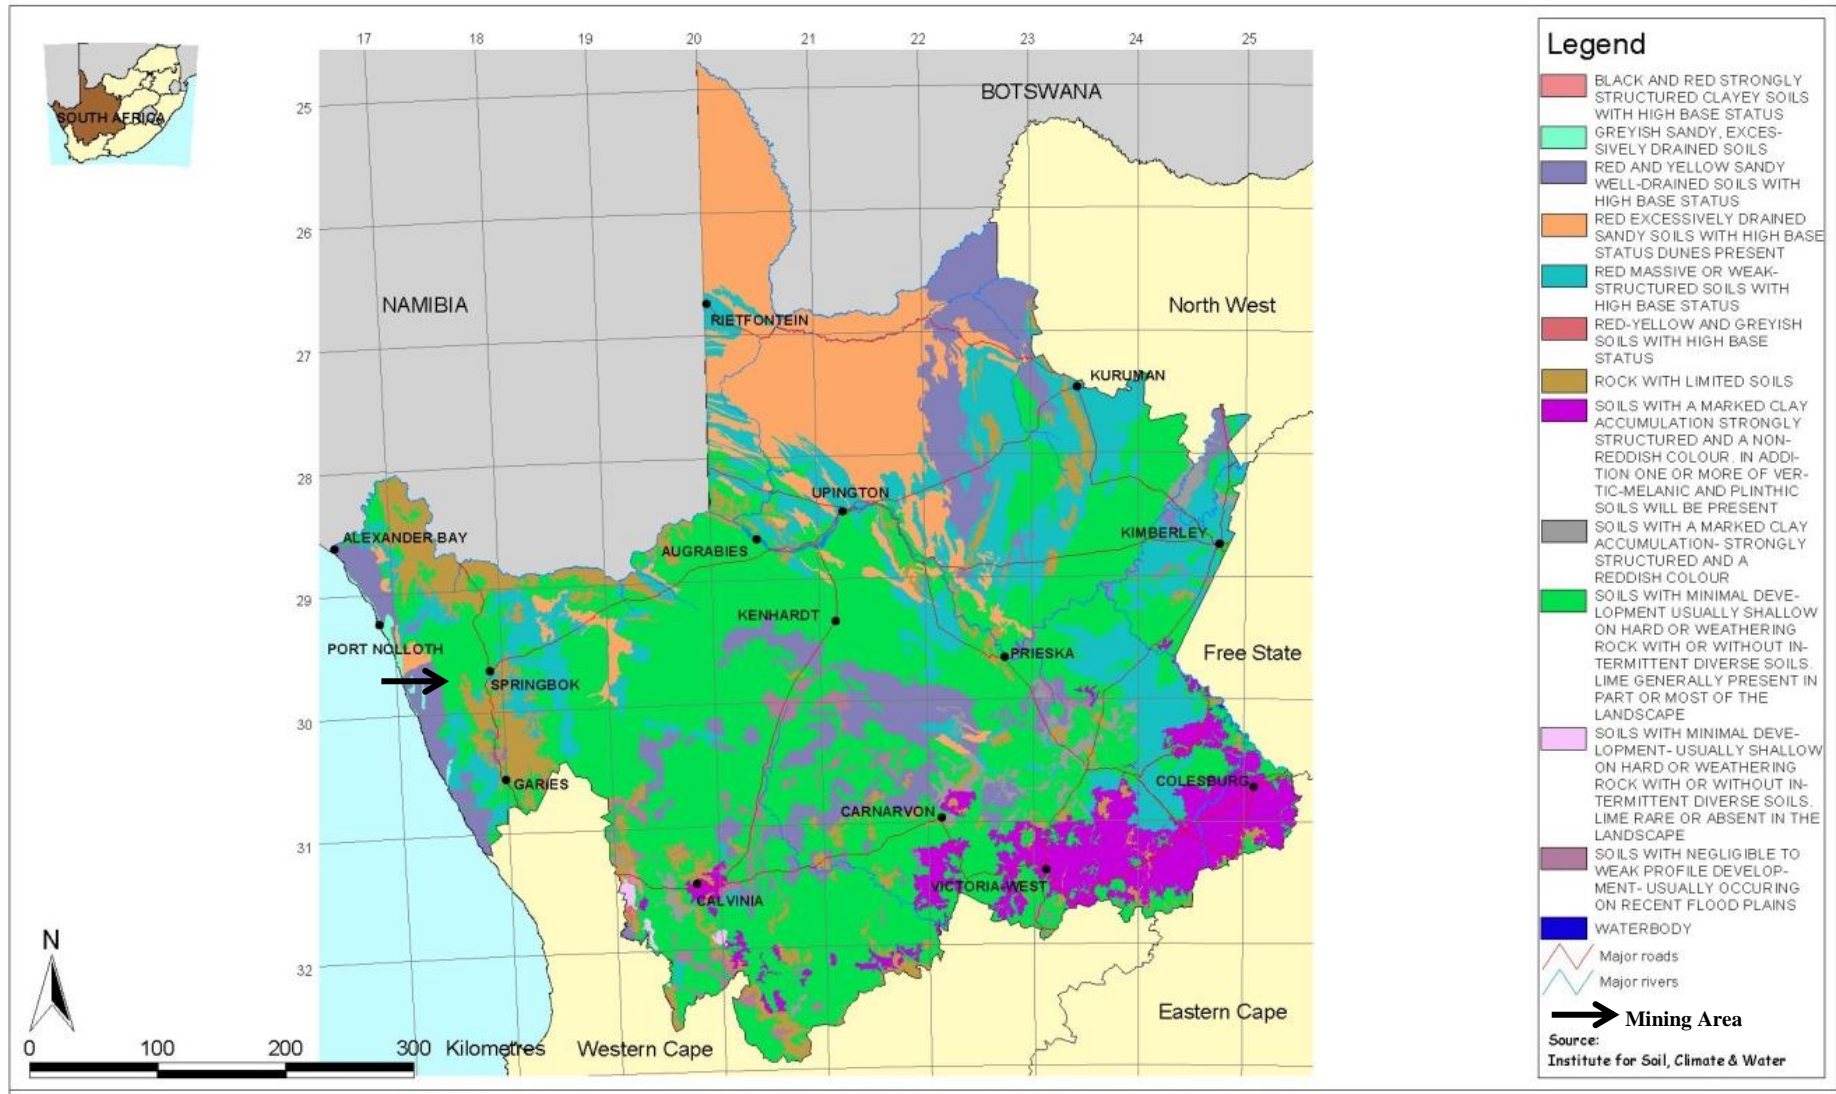 SOUTH AFRICA
17 18 19 20 21 22 23 24 25
25
26
27
28
29
30
31
32
BOTSWANA
NAMIBIA
North West
RIETFONTEIN
KURUMAN
UPINGTON
ALEXANDER BAY
AUGRABIES
KIMBERLEY
KENHARDT
PORT NOLLOTH
PRIESKA
Free State
SPRINGBOK
GARIES
COLESBURG
CARNARVON
VICTORIA-WEST
CALVINIA
Eastern Cape
Western Cape
N
0 100 200 300 Kilometres
Legend
BLACK AND RED STRONGLY
STRUCTURED CLAYEY SOILS
WITH HIGH BASE STATUS
GREYISH SANDY, EXCES-
SIVELY DRAINED SOILS
RED AND YELLOW SANDY
WELL-DRAINED SOILS WITH
HIGH BASE STATUS
RED EXCESSIVELY DRAINED
SANDY SOILS WITH HIGH BASE
STATUS DUNES PRESENT
RED MASSIVE OR WEAK-
STRUCTURED SOILS WITH
HIGH BASE STATUS
RED-YELLOW AND GREYISH
SOILS WITH HIGH BASE
STATUS
ROCK WITH LIMITED SOILS
SOILS WITH A MARKED CLAY
ACCUMULATION STRONGLY
STRUCTURED AND A NON-
REDDISH COLOUR. IN ADDI-
TION ONE OR MORE OF VER-
TIC-MELANIC AND PLINTHIC
SOILS WILL BE PRESENT
SOILS WITH A MARKED CLAY
ACCUMULATION- STRONGLY
STRUCTURED AND A
REDDISH COLOUR
SOILS WITH MINIMAL DEVE-
LOPMENT USUALLY SHALLOW
ON HARD OR WEATHERING
ROCK WITH OR WITHOUT IN-
TERMITTENT DIVERSE SOILS.
LIME GENERALLY PRESENT IN
PART OR MOST OF THE
LANDSCAPE
SOILS WITH MINIMAL DEVE-
LOPMENT- USUALLY SHALLOW
ON HARD OR WEATHERING
ROCK WITH OR WITHOUT IN-
TERMITTENT DIVERSE SOILS.
LIME RARE OR ABSENT IN THE
LANDSCAPE
SOILS WITH NEGLIGIBLE TO
WEAK PROFILE DEVELOP-
MENT- USUALLY OCCURING
ON RECENT FLOOD PLAINS
WATERBODY
Major roads
Major rivers
Mining Area
Source:
Institute for Soil, Climate & Water